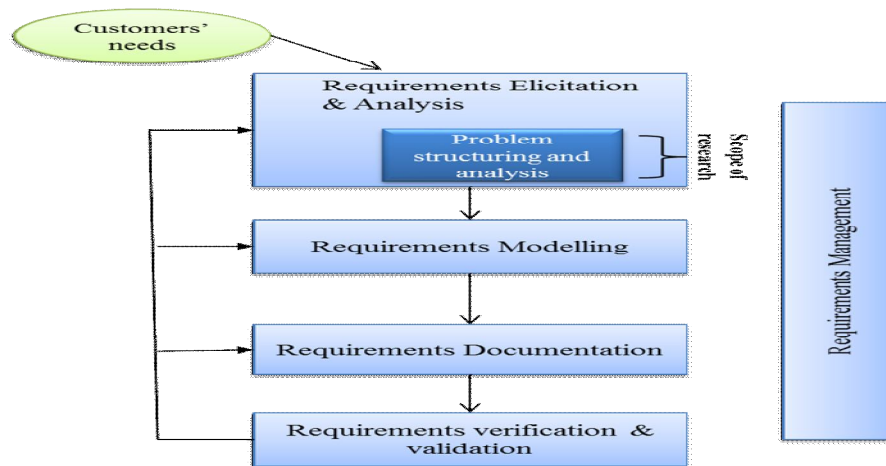 Customers'
needs
Requirements Elicitation
& Analysis
Problem
structuring and
analysis
Scope of
research
Requirements Modelling
Requirements Documentation
Requirements verification &
validation
Requirements Management